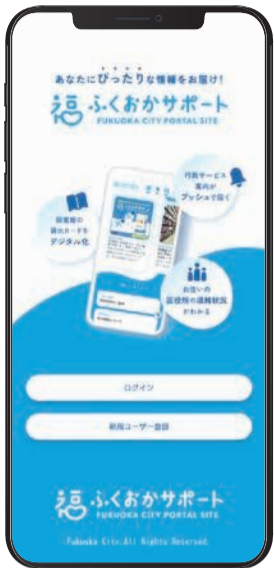 あなたにぴったりな情報をお届け!
福 ふくおかサポート
FUKUOKA CITY PORTAL SITE
行政サービス
案内が
プッシュで届く
図書館の
貸出カードを
デジタル化
お住いの
区役所の混雑状況
がわかる
ログイン
新規ユーザー登録
福 ふくおかサポート
FUKUOKA CITY PORTAL SITE
Fukuoka City.All Rights Reserved.